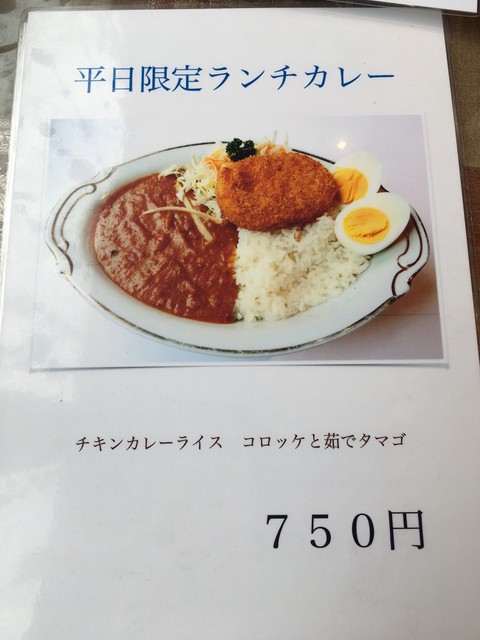 平日限定ランチカレー
チキンカレーライス　コロッケと茹でタマゴ
７５０円